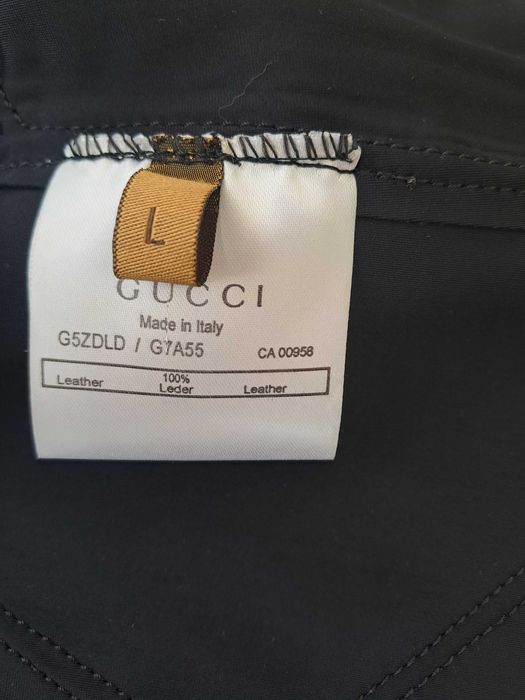 L
GUCCI
Made in Italy
G5ZDLD / G7A55 CA 00958
100%
Leather Leder Leather